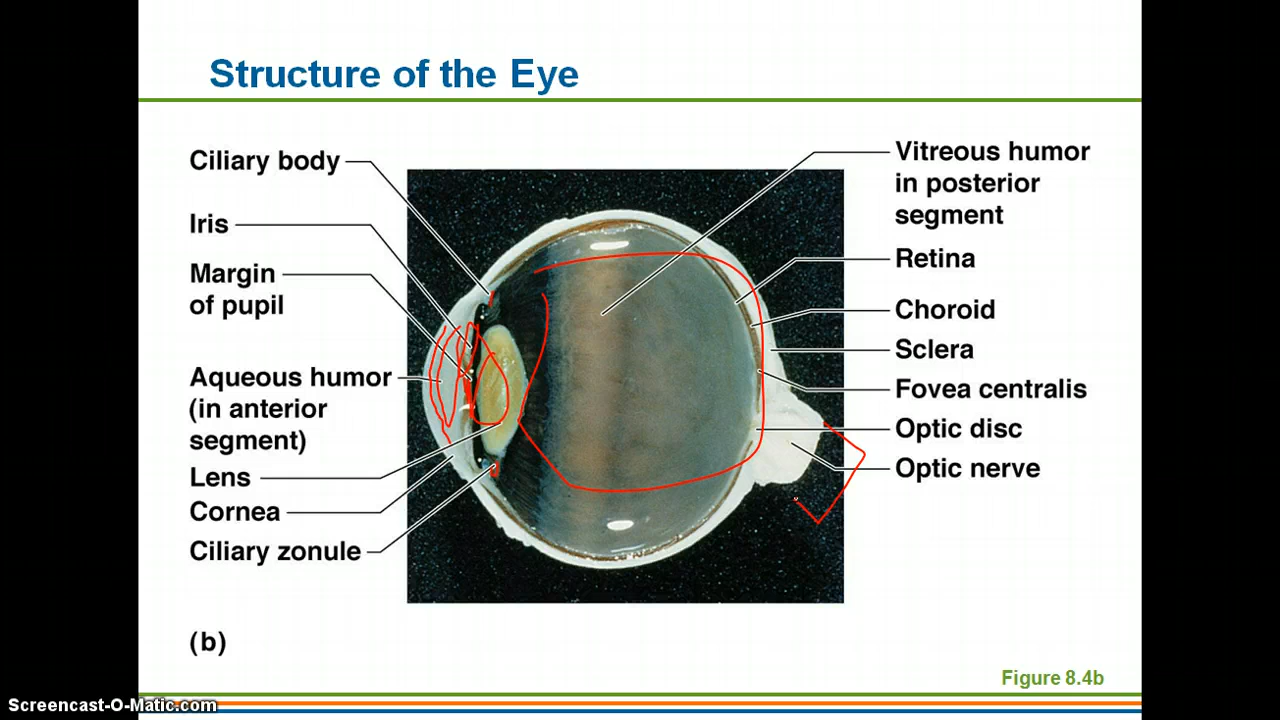 Structure of the Eye
Ciliary body
Iris
Margin
of pupil
Aqueous humor
(in anterior
segment)
Lens
Cornea
Ciliary zonule
Vitreous humor
in posterior
segment
Retina
Choroid
Sclera
Fovea centralis
Optic disc
Optic nerve
(b)
Figure 8.4b
Screencast-O-Matic.com